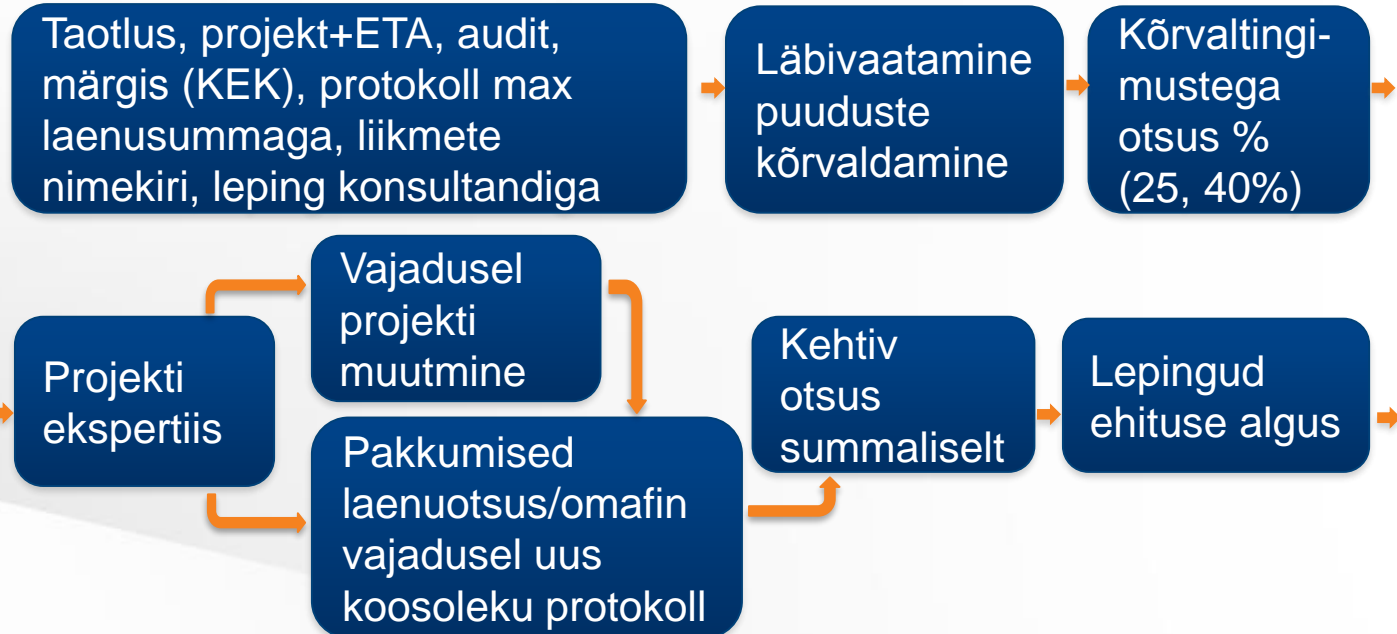 Taotlus, projekt+ETA, audit,
märgis (KEK), protokoll max
laenusummaga, liikmete
nimekiri, leping konsultandiga
Läbivaatamine
puuduste
kõrvaldamine
Kõrvaltingi-
mustega
otsus %
(25, 40%)
Projekti
ekspertiis
Vajadusel
projekti
muutmine
Pakkumised
laenuotsus/omafin
vajadusel uus
koosoleku protokoll
Kehtiv
otsus
summaliselt
Lepingud
ehituse algus